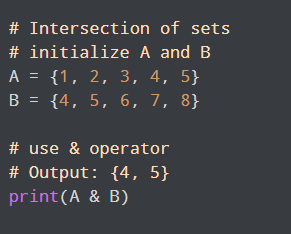 # Intersection of sets
# initialize A and B
A = {1, 2, 3, 4, 5}
B = {4, 5, 6, 7, 8}
# use & operator
# Output: {4, 5}
print(A & B)